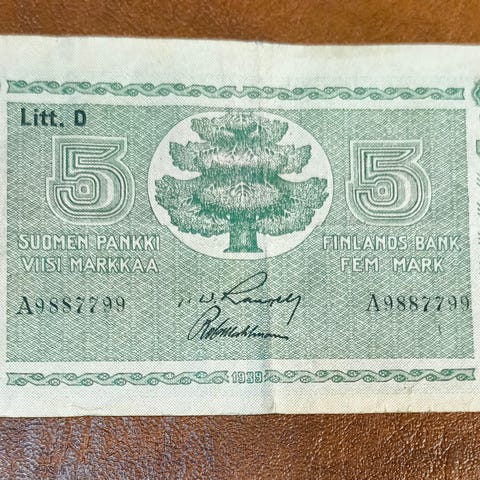 Litt. D
5 5
SUOMEN PANKKI FINLANDS BANK
VIISI MARKKAA FEM MARK
A9887799 A9887799
1939